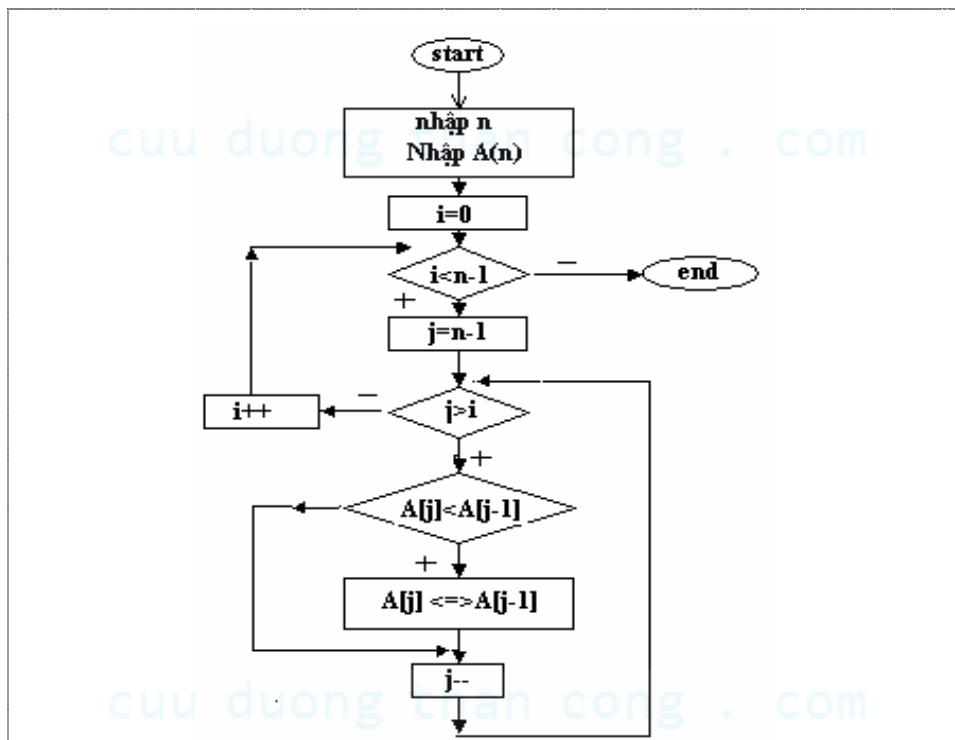 start
cuu duong than cong . com
nhập n
Nhập A(n)
i=0
i<n-1
−
end
+
j=n-1
j>i
−
i++
+
A[j]<A[j-1]
+
A[j] <=>A[j-1]
j--
cuu duong than cong . com